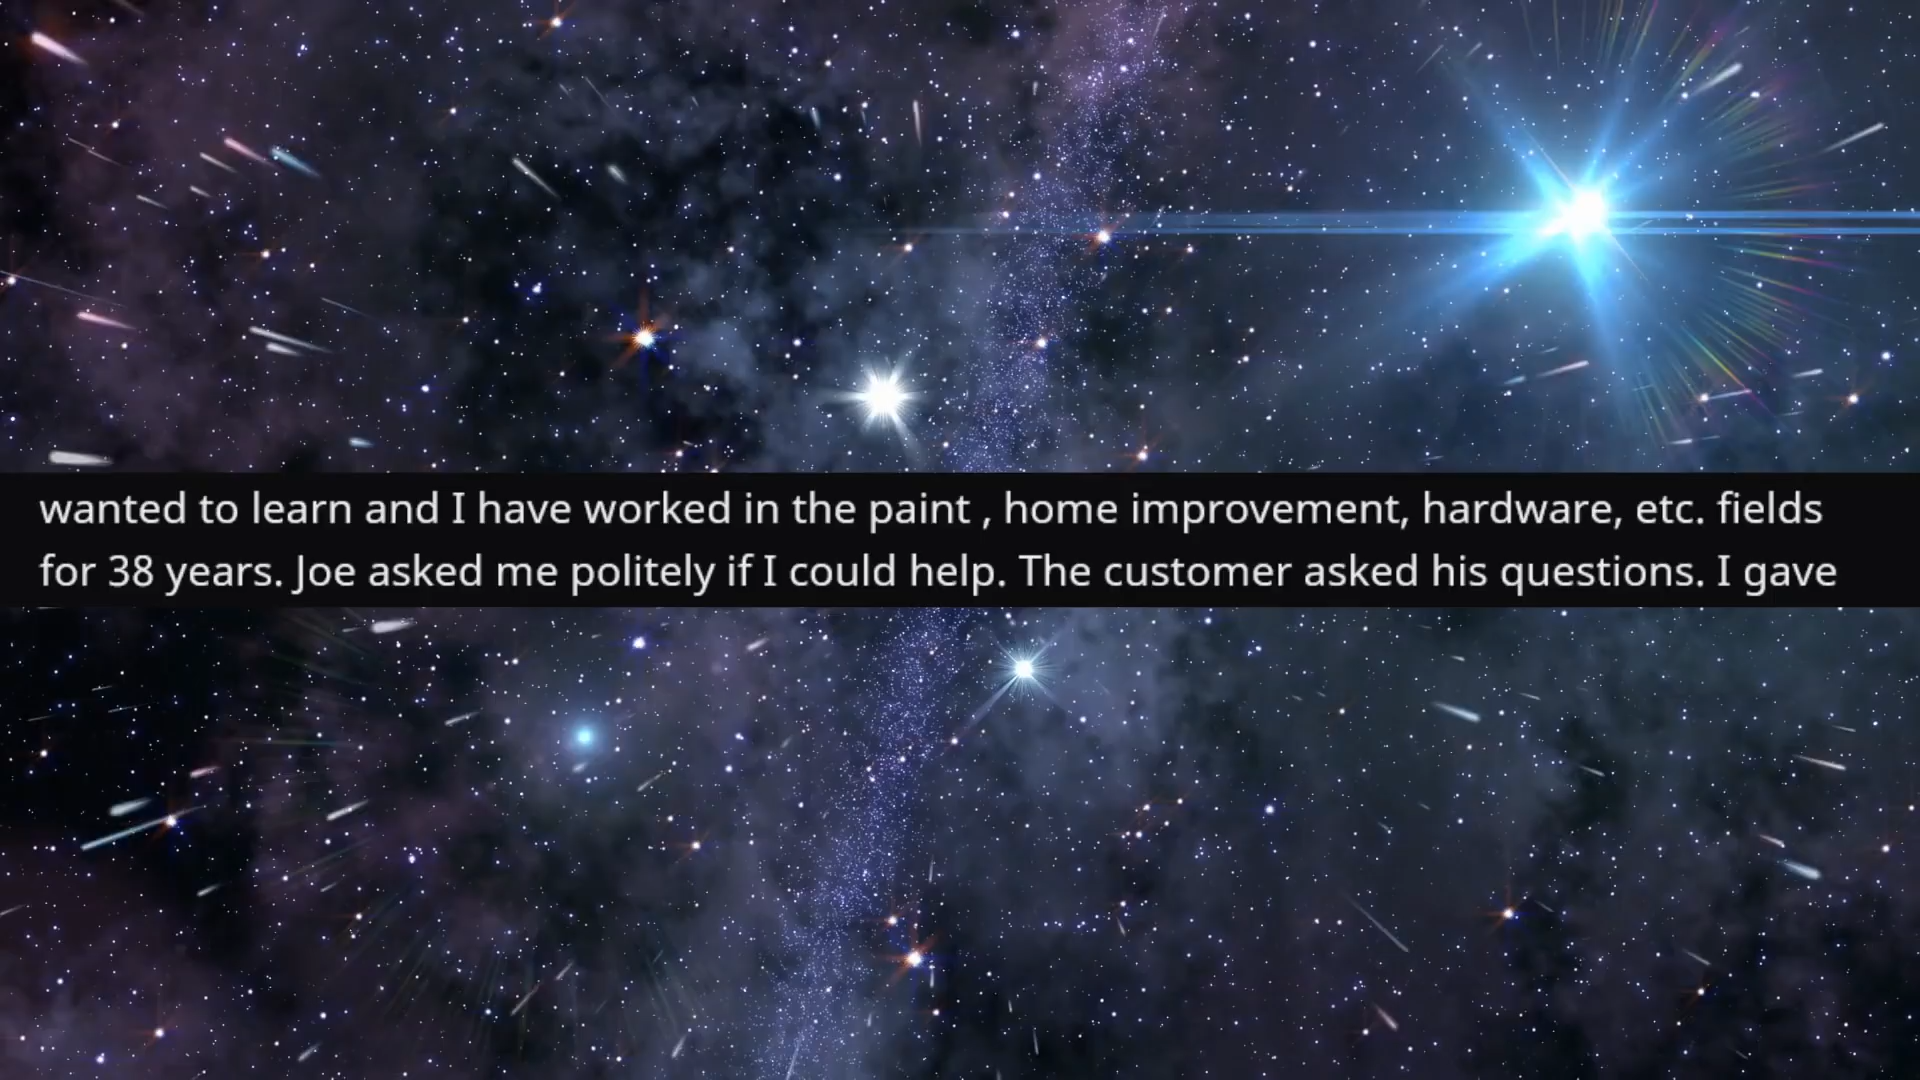 wanted to learn and I have worked in the paint , home improvement, hardware, etc. fields
for 38 years. Joe asked me politely if I could help. The customer asked his questions. I gave